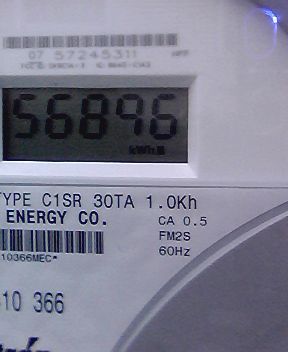 07 57245311
56896
kWh
TYPE C1SR 30TA 1.0Kh
ENERGY CO.
CA 0.5
FM2S
60Hz
10366MEC*
10 366